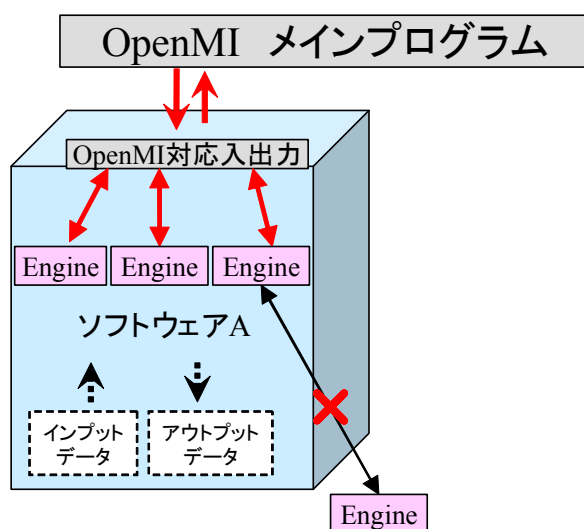 OpenMI メインプログラム
OpenMI対応入出力
Engine Engine Engine
ソフトウェアA
インプット
データ
アウトプット
データ
Engine